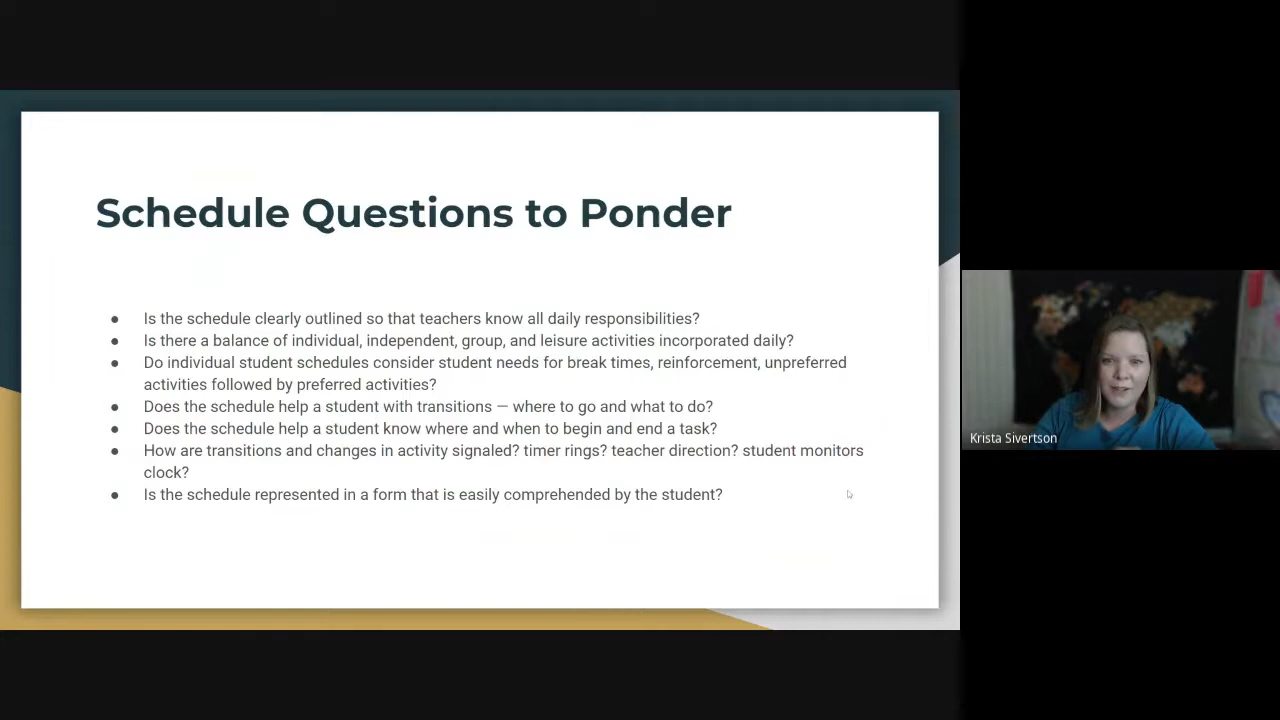 Schedule Questions to Ponder
● Is the schedule clearly outlined so that teachers know all daily responsibilities?
● Is there a balance of individual, independent, group, and leisure activities incorporated daily?
● Do individual student schedules consider student needs for break times, reinforcement, unpreferred
activities followed by preferred activities?
● Does the schedule help a student with transitions — where to go and what to do?
● Does the schedule help a student know where and when to begin and end a task?
● How are transitions and changes in activity signaled? timer rings? teacher direction? student monitors
clock?
● Is the schedule represented in a form that is easily comprehended by the student?
Krista Sivertson